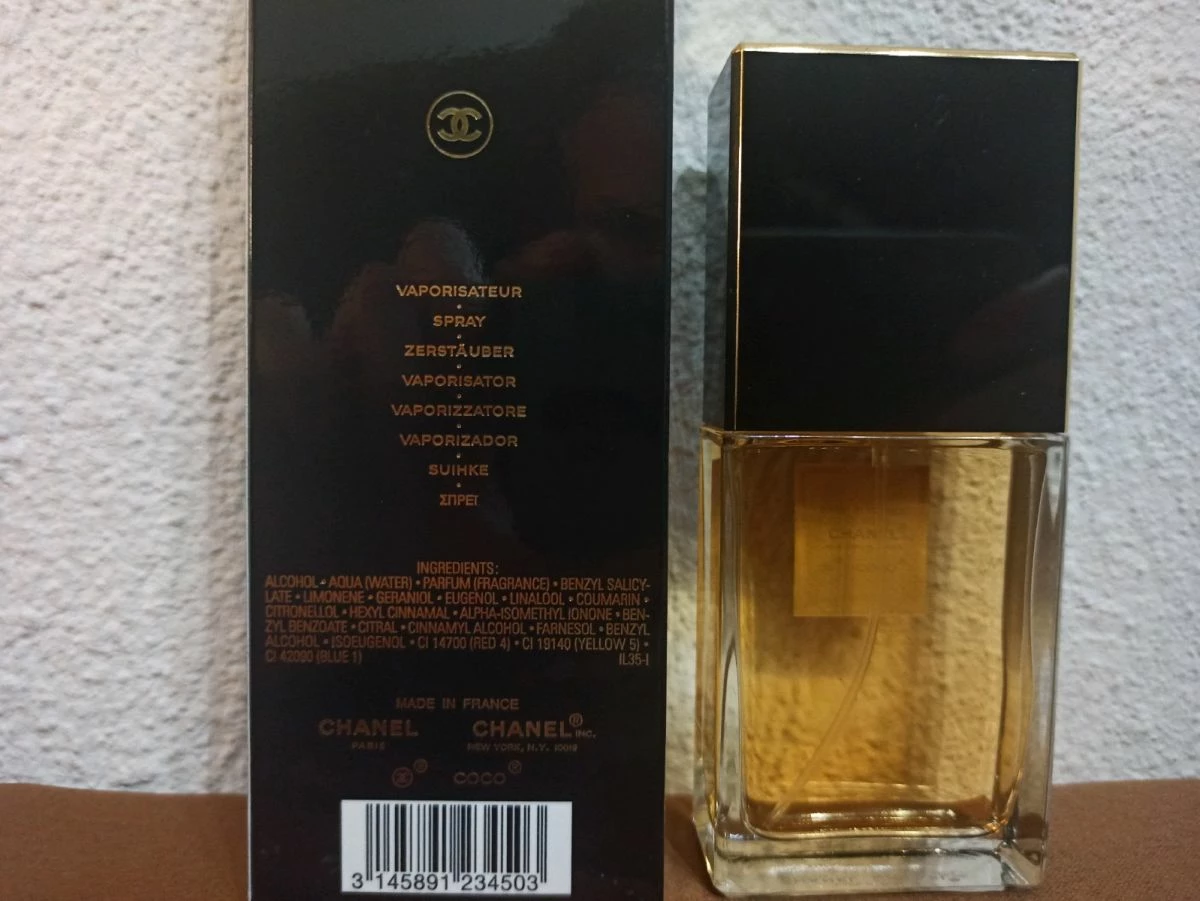 VAPORISATEUR
•
SPRAY
•
ZERSTÄUBER
•
VAPORISATOR
•
VAPORIZZATORE
•
VAPORIZADOR
•
SUIHKE
•
ΣΠΡΕΪ
INGREDIENTS:
ALCOHOL • AQUA (WATER) • PARFUM (FRAGRANCE) • BENZYL SALICY-
LATE • LIMONENE • GERANIOL • EUGENOL • LINALOOL • COUMARIN •
CITRONELLOL • HEXYL CINNAMAL • ALPHA-ISOMETHYL IONONE • BEN-
ZYL BENZOATE • CITRAL • CINNAMYL ALCOHOL • FARNESOL • BENZYL
ALCOHOL • ISOEUGENOL • CI 14700 (RED 4) • CI 19140 (YELLOW 5) •
CI 42090 (BLUE 1) IL35-I
MADE IN FRANCE
CHANEL CHANEL® INC.
PARIS NEW YORK, N.Y. 10019
® COCO®
3 145891 234503
CHANEL